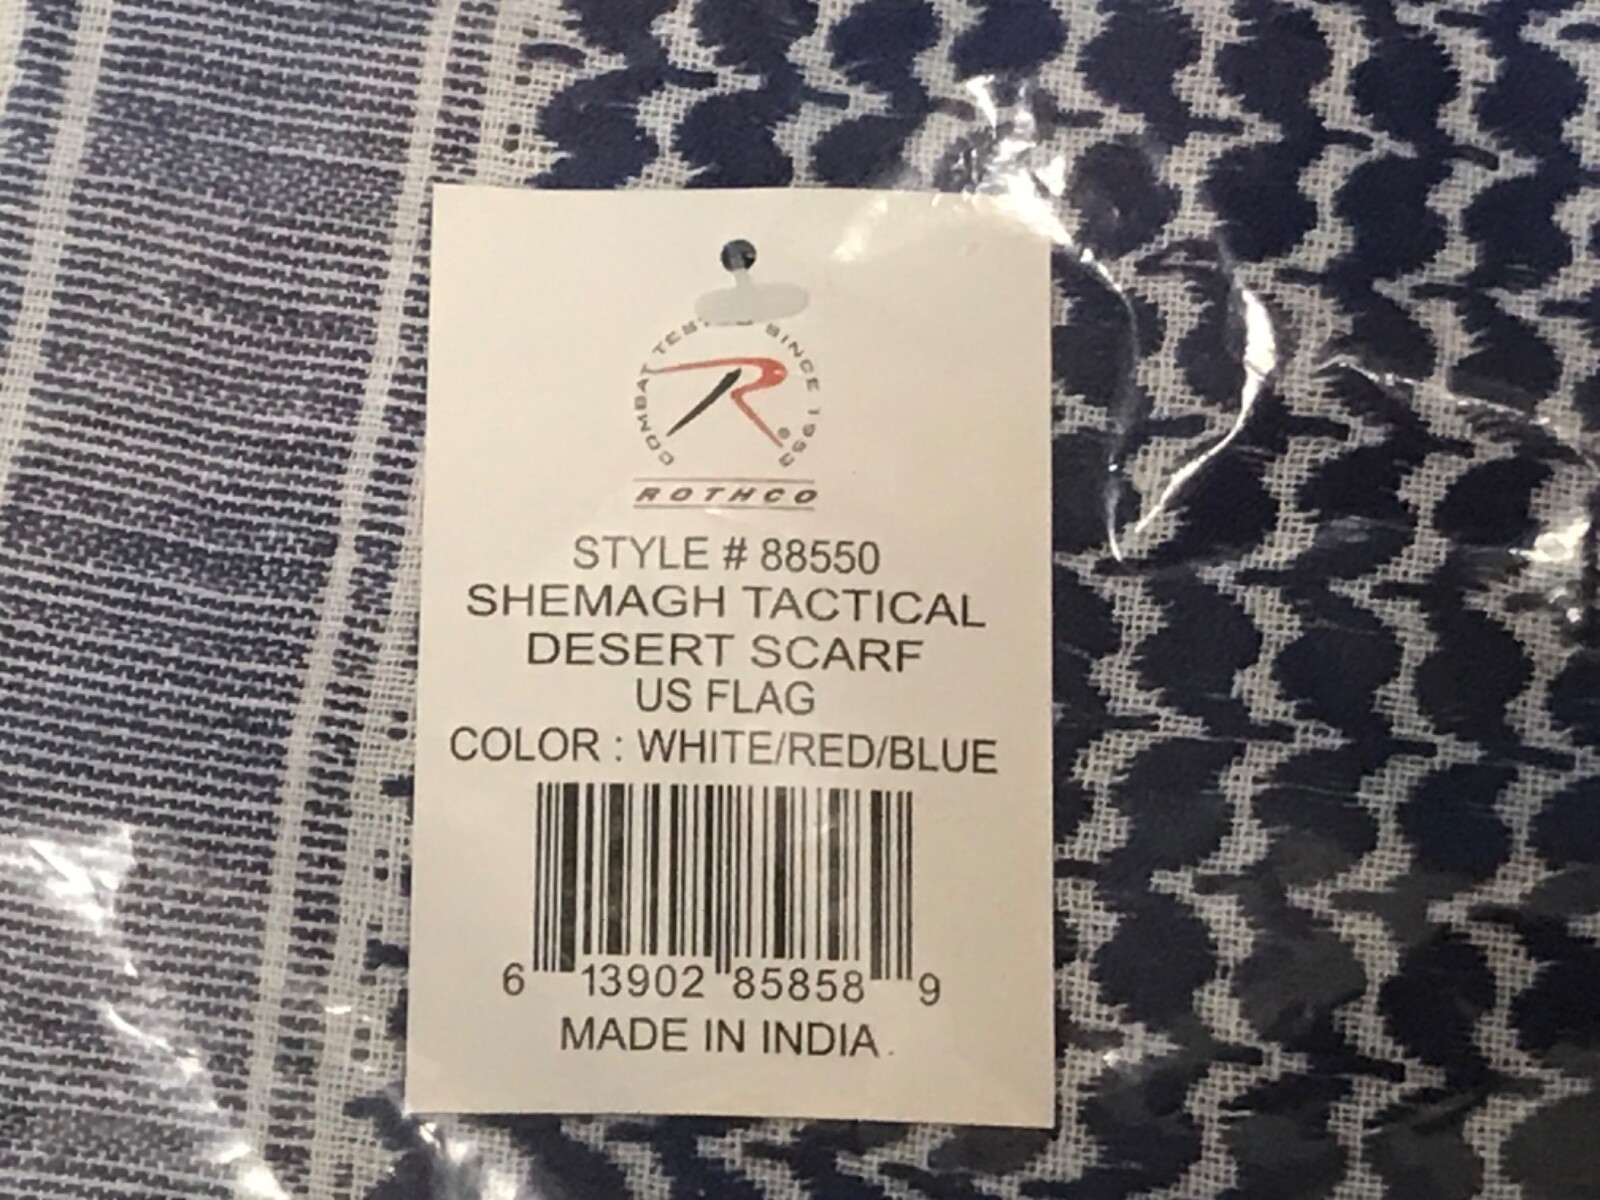 COMBAT SINCE 1953
®
ROTHCO
STYLE # 88550
SHEMAGH TACTICAL
DESERT SCARF
US FLAG
COLOR : WHITE/RED/BLUE
6 13902 85858 9
MADE IN INDIA